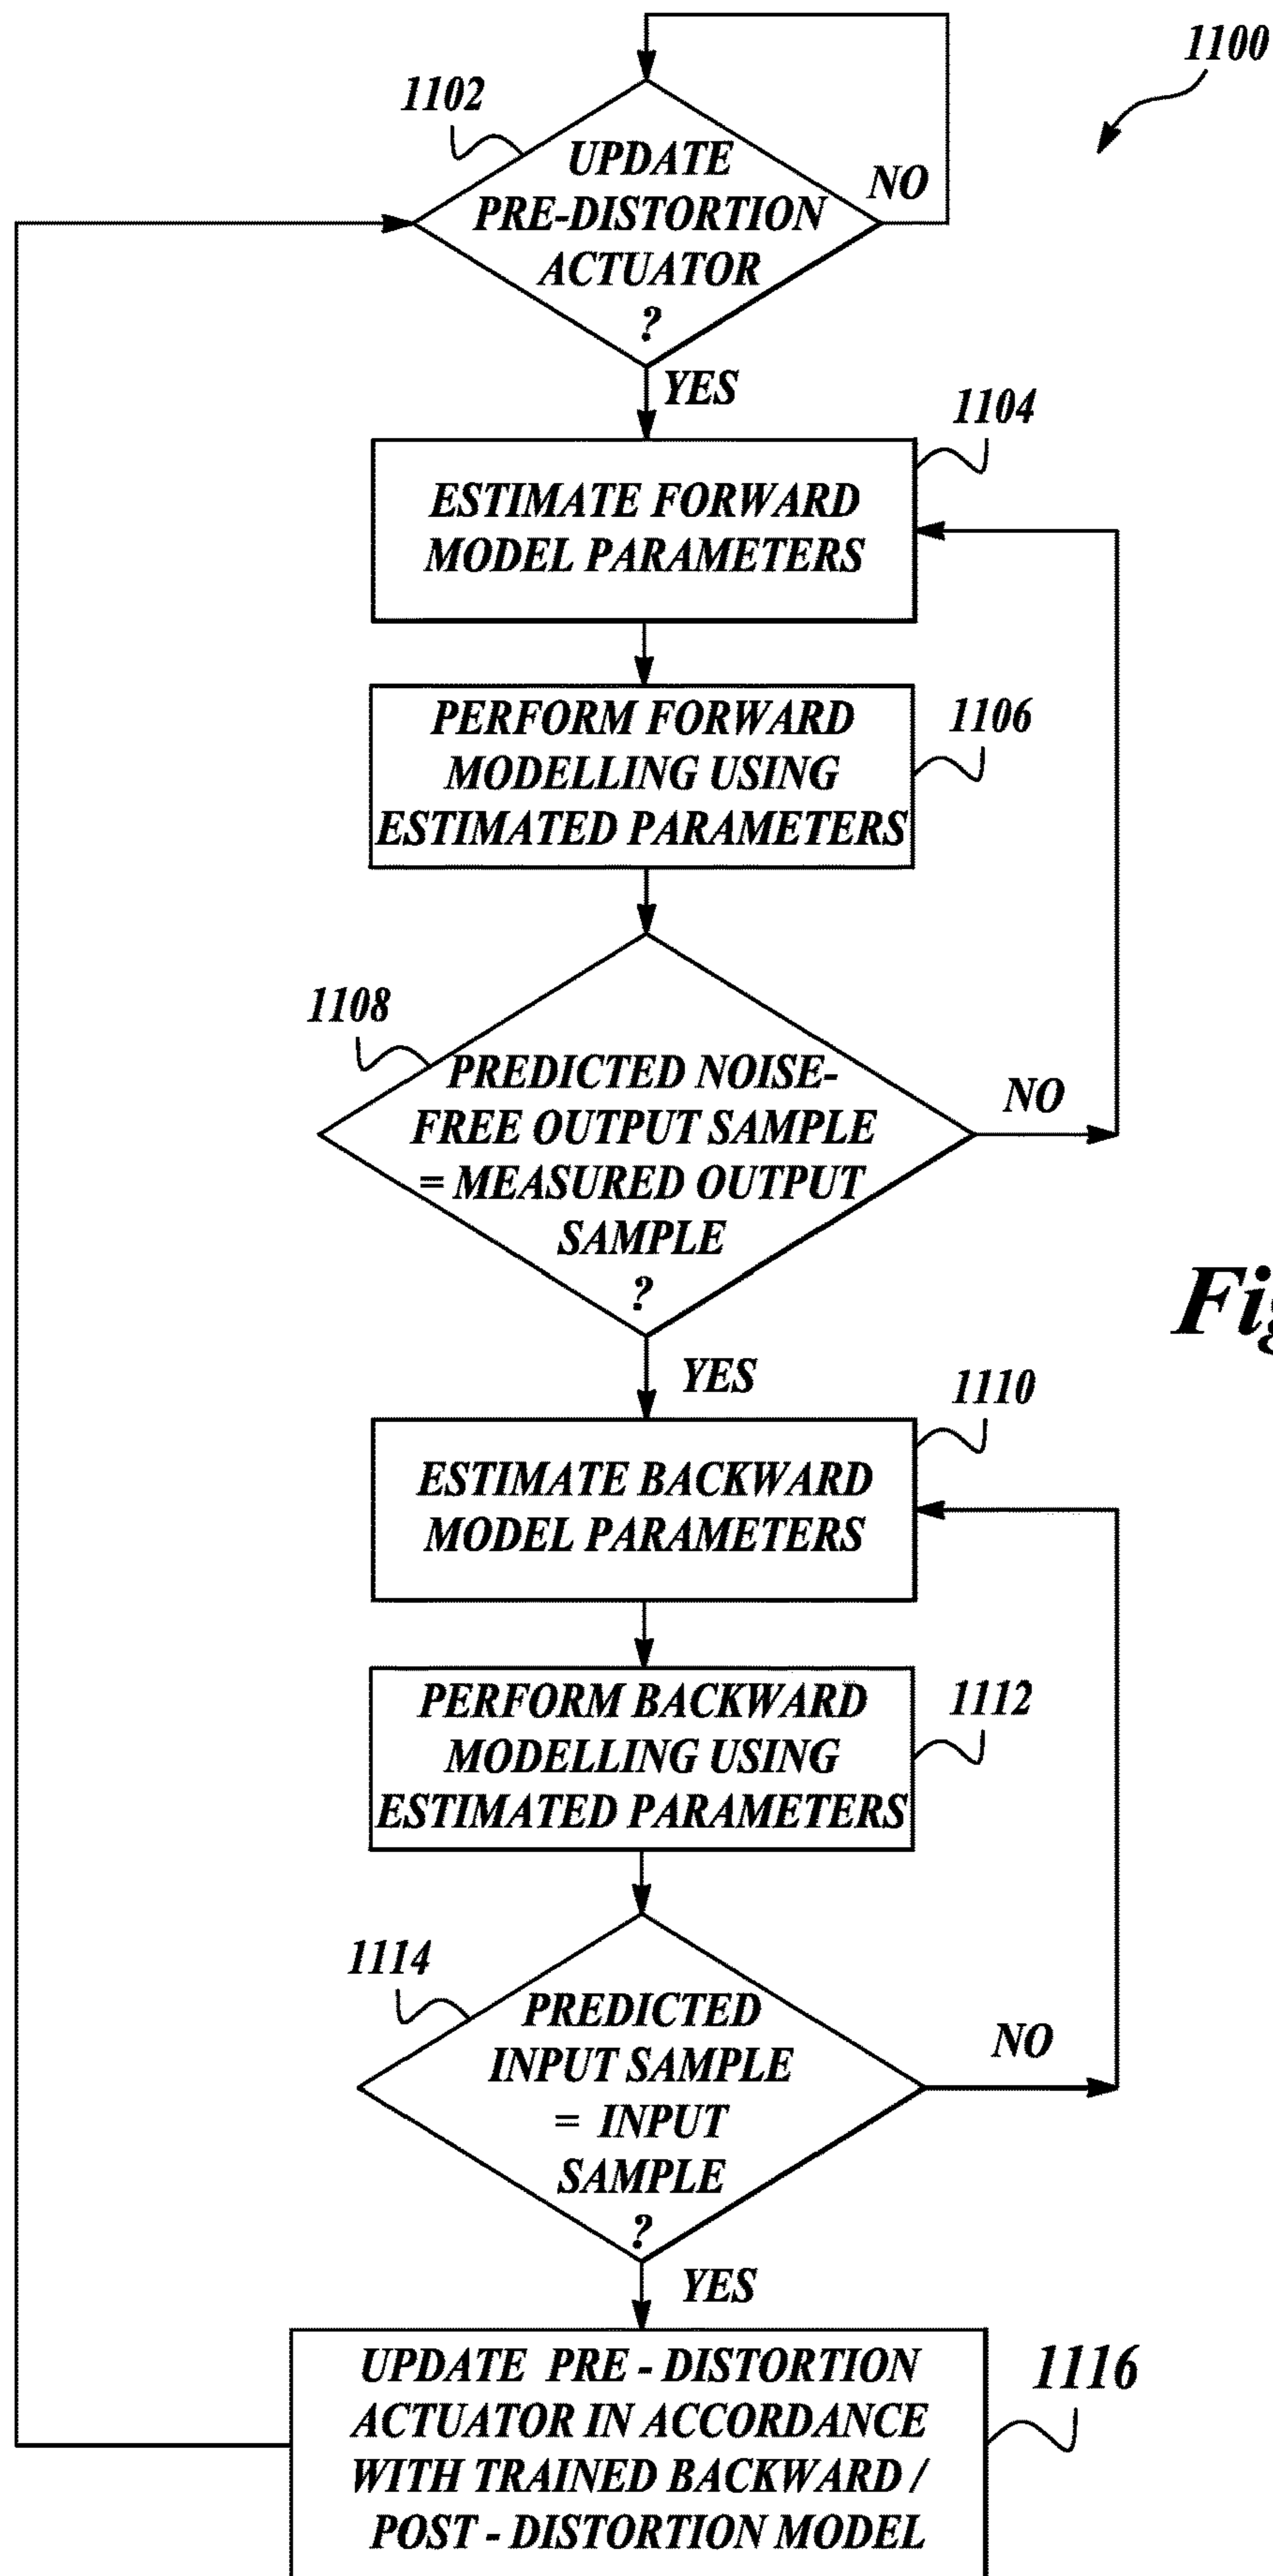 1100
1102
UPDATE
PRE-DISTORTION
ACTUATOR
?
NO
YES
1104
ESTIMATE FORWARD
MODEL PARAMETERS
1106
PERFORM FORWARD
MODELLING USING
ESTIMATED PARAMETERS
1108
PREDICTED NOISE-
FREE OUTPUT SAMPLE
= MEASURED OUTPUT
SAMPLE
?
NO
Fig
YES
1110
ESTIMATE BACKWARD
MODEL PARAMETERS
1112
PERFORM BACKWARD
MODELLING USING
ESTIMATED PARAMETERS
1114
PREDICTED
INPUT SAMPLE
= INPUT
SAMPLE
?
NO
YES
1116
UPDATE PRE - DISTORTION
ACTUATOR IN ACCORDANCE
WITH TRAINED BACKWARD /
POST - DISTORTION MODEL